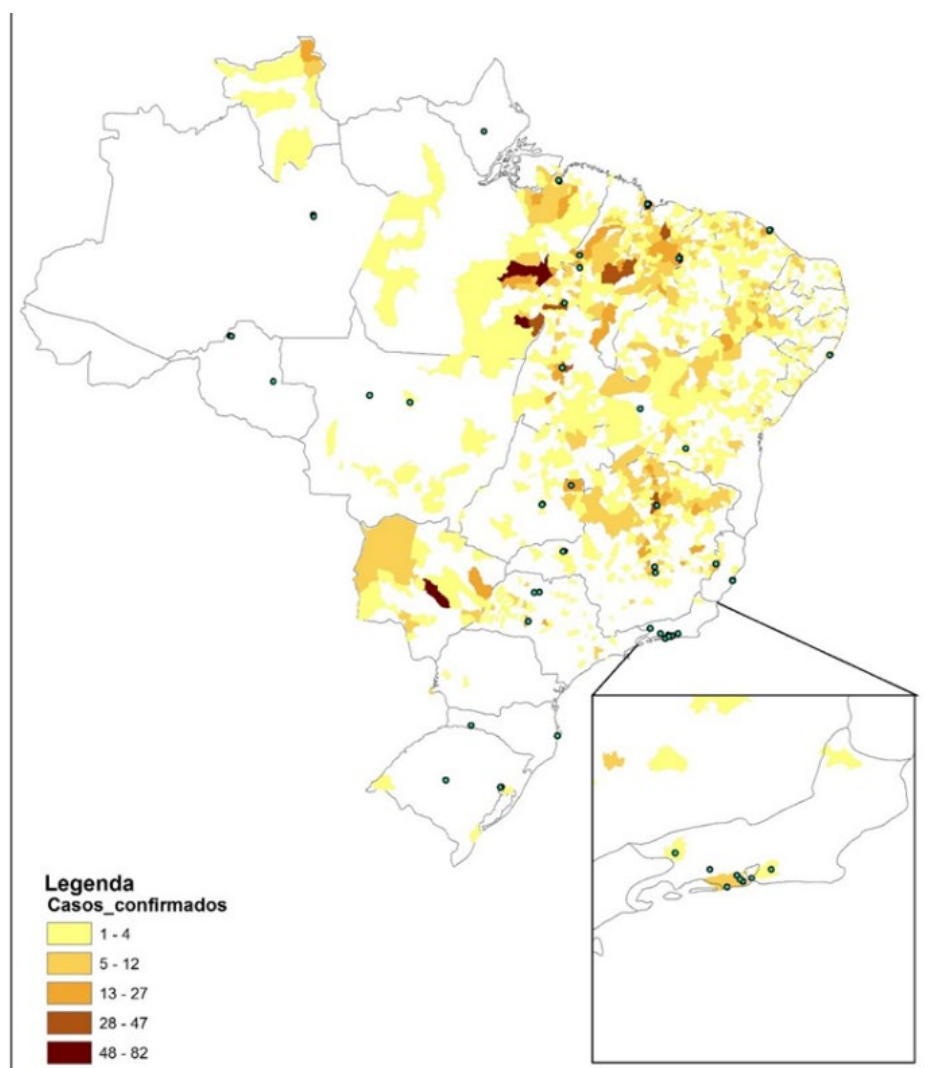 Legenda
Casos_confirmados
1 - 4
5 - 12
13 - 27
28 - 47
48 - 82